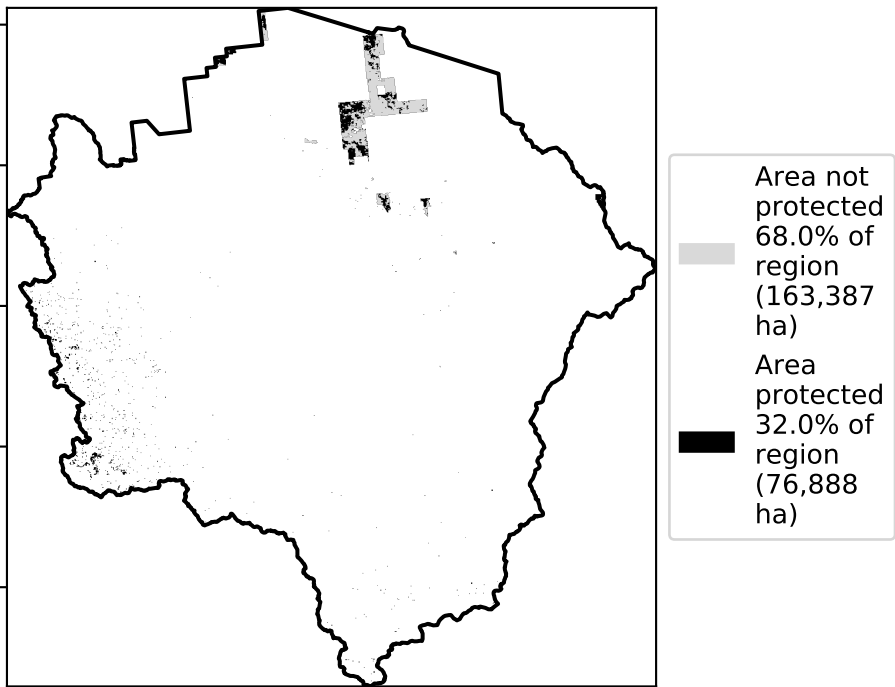 Area not
protected
68.0% of
region
(163,387
ha)
Area
protected
32.0% of
region
(76,888
ha)